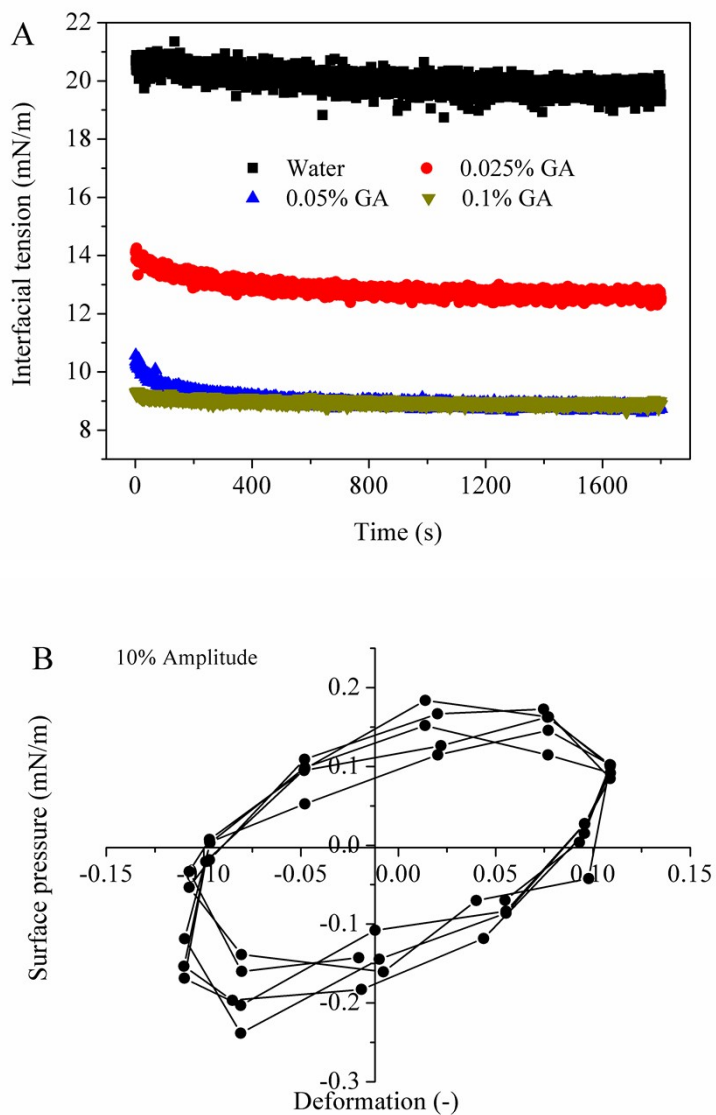 A
22
20
18
16
14
12
10
8
Interfacial tension (mN/m)
Water 0.025% GA
0.05% GA 0.1% GA
0 400 800 1200 1600
Time (s)
B
10% Amplitude
0.2
0.1
0.0
-0.1
-0.2
-0.3
-0.15 -0.10 -0.05 0.00 0.05 0.10 0.15
Surface pressure (mN/m)
Deformation (-)